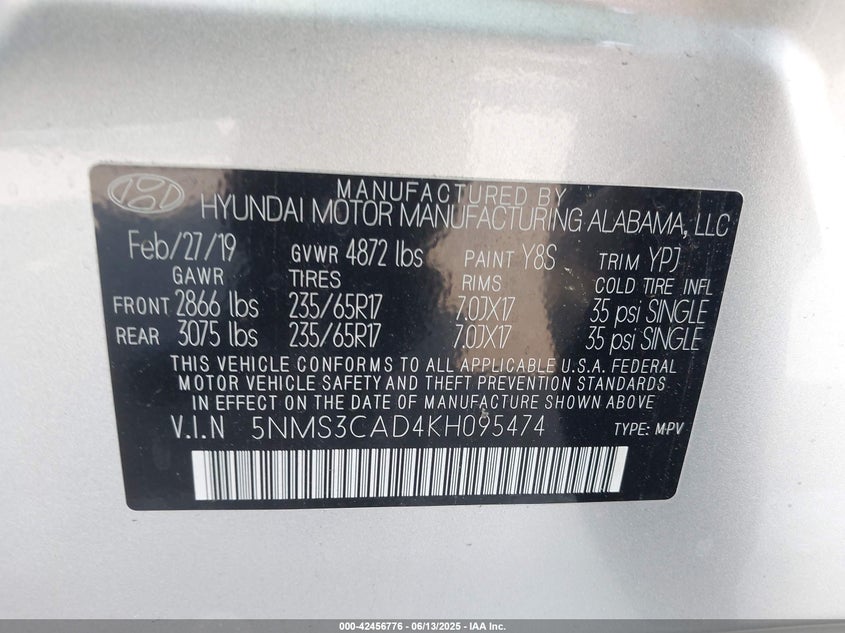 MANUFACTURED BY
HYUNDAI MOTOR MANUFACTURING ALABAMA, LLC
Feb/27/19 GVWR 4872 lbs PAINT Y8S TRIM YPJ
GAWR TIRES RIMS COLD TIRE INFL
FRONT 2866 lbs 235/65R17 7.0JX17 35 psi SINGLE
REAR 3075 lbs 235/65R17 7.0JX17 35 psi SINGLE
THIS VEHICLE CONFORMS TO ALL APPLICABLE U.S.A. FEDERAL
MOTOR VEHICLE SAFETY AND THEFT PREVENTION STANDARDS
IN EFFECT ON THE DATE OF MANUFACTURE SHOWN ABOVE
V.I.N 5NMS3CAD4KH095474 TYPE: MPV
000-42456776 - 06/13/2025 - IAA Inc.